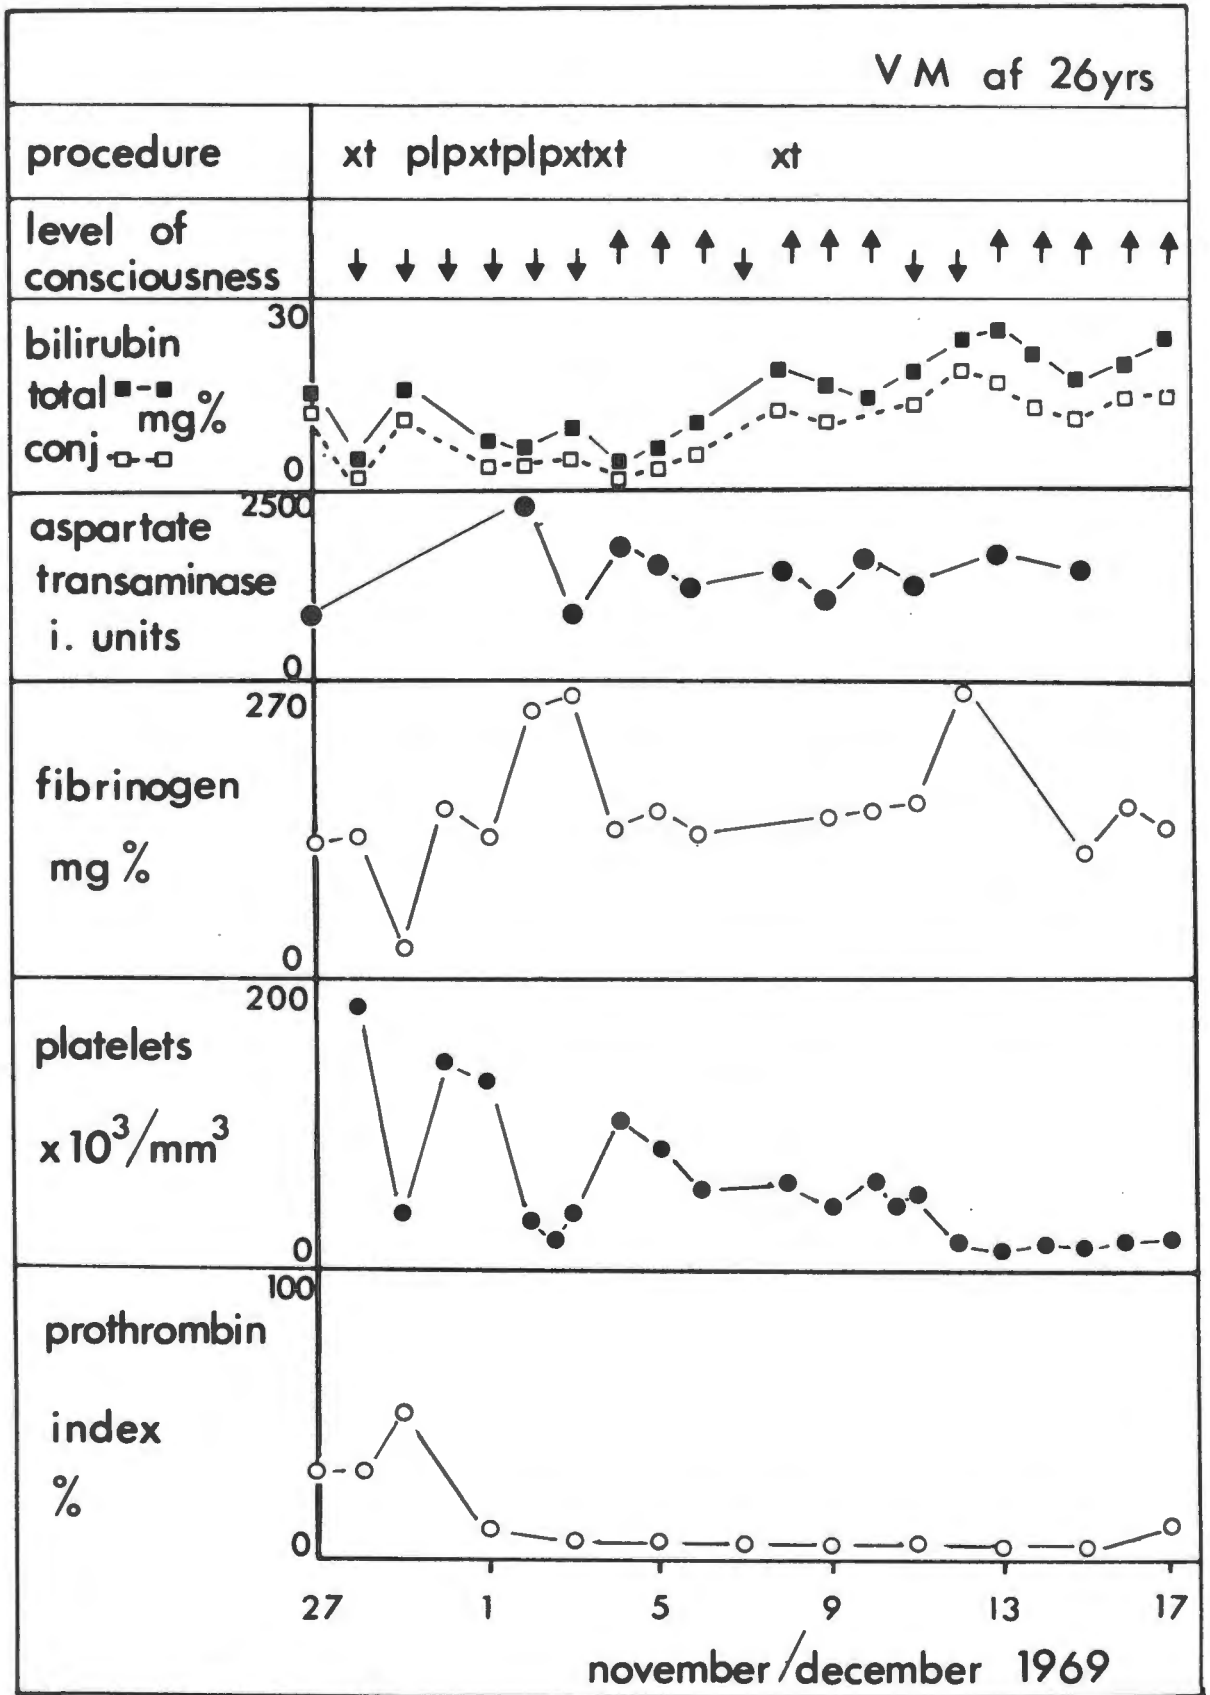 VM af 26yrs
procedure xt plpxtplpxtxt xt
level of
consciousness
30
bilirubin
total
mg%
conj
0
2500
aspartate
transaminase
i. units
0
270
fibrinogen
mg %
0
200
platelets
x10³/mm³
0
100
prothrombin
index
%
0
27 1 5 9 13 17
november/december 1969